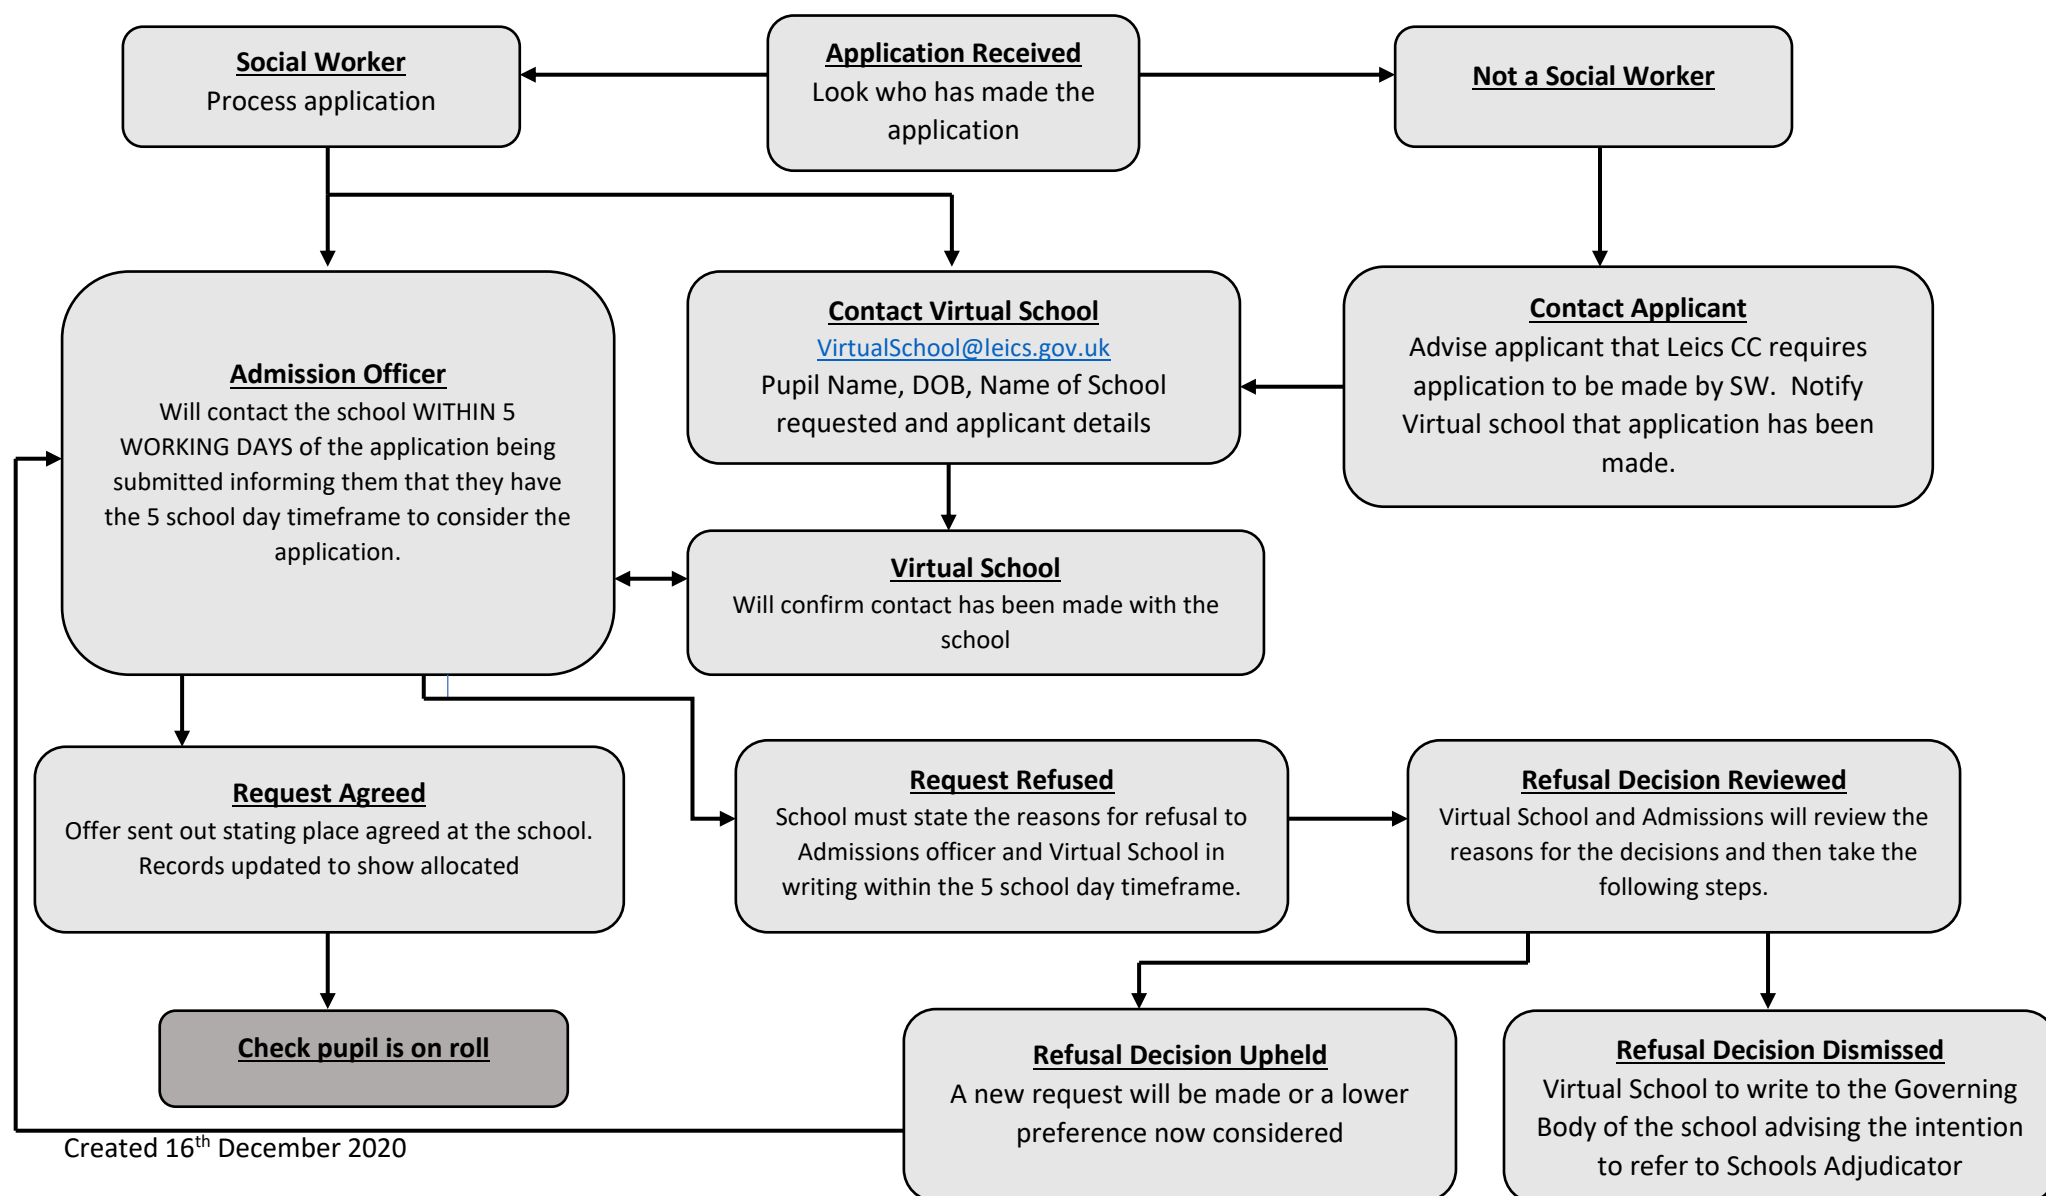 Social Worker
Process application
Application Received
Look who has made the
application
Not a Social Worker
Admission Officer
Will contact the school WITHIN 5
WORKING DAYS of the application being
submitted informing them that they have
the 5 school day timeframe to consider the
application.
Contact Virtual School
VirtualSchool@leics.gov.uk
Pupil Name, DOB, Name of School
requested and applicant details
Contact Applicant
Advise applicant that Leics CC requires
application to be made by SW.  Notify
Virtual school that application has been
made.
Virtual School
Will confirm contact has been made with the
school
Request Agreed
Offer sent out stating place agreed at the school.
Records updated to show allocated
Request Refused
School must state the reasons for refusal to
Admissions officer and Virtual School in
writing within the 5 school day timeframe.
Refusal Decision Reviewed
Virtual School and Admissions will review the
reasons for the decisions and then take the
following steps.
Check pupil is on roll
Refusal Decision Upheld
A new request will be made or a lower
preference now considered
Refusal Decision Dismissed
Virtual School to write to the Governing
Body of the school advising the intention
to refer to Schools Adjudicator
Created 16th December 2020